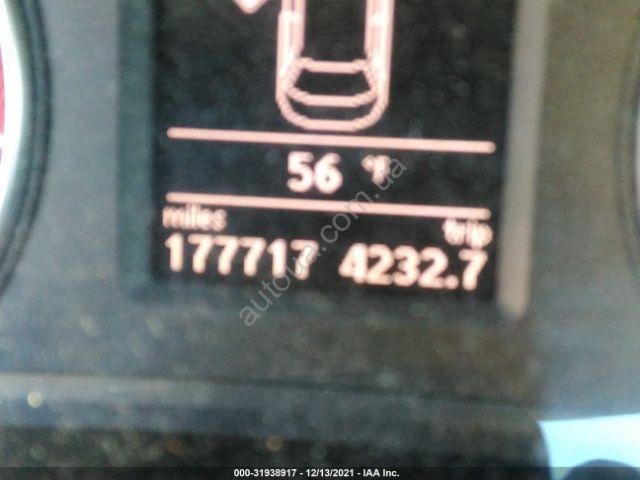 56 °F
miles trip
177717 4232.7
autoua.com.ua
000-31938917 - 12/13/2021 - IAA Inc.